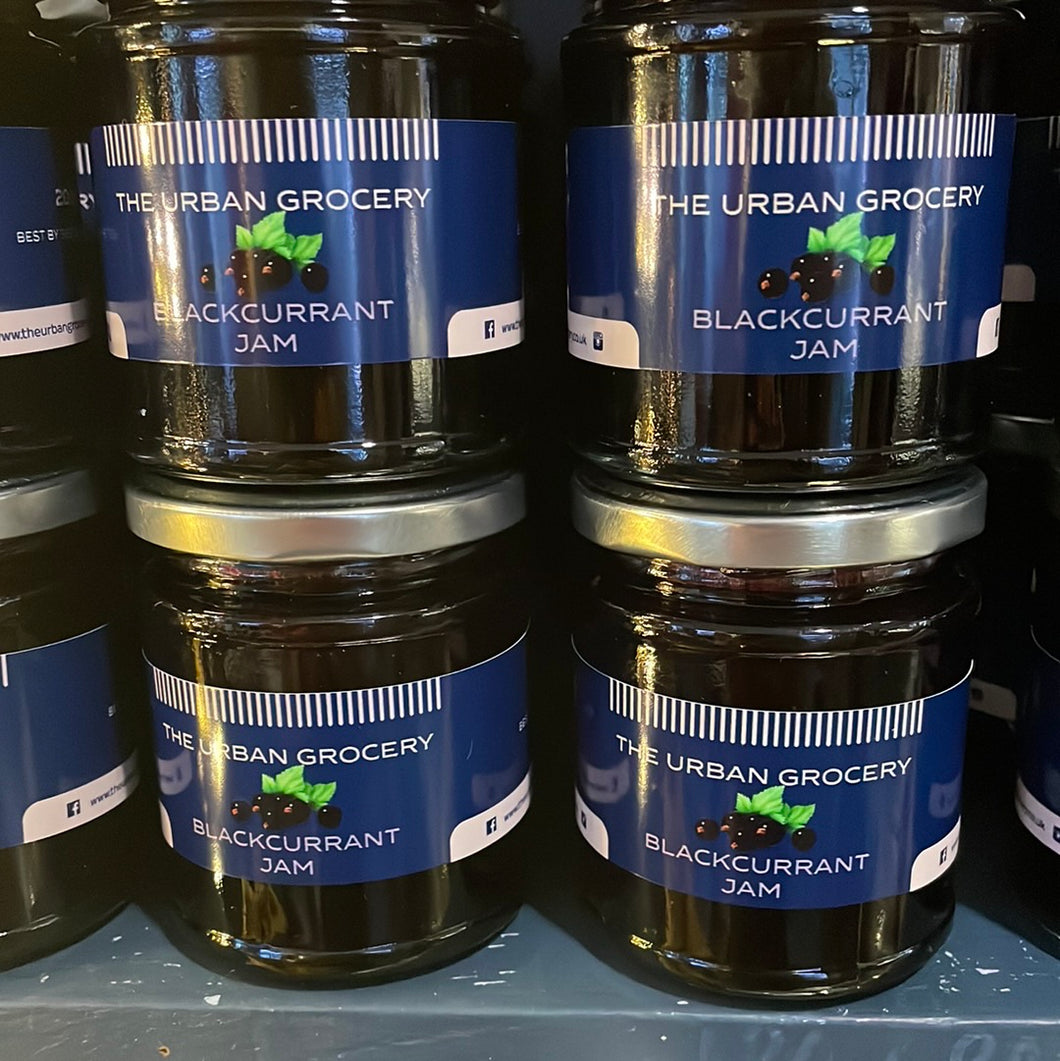 THE URBAN GROCERY
BLACKCURRANT
JAM
THE URBAN GROCERY
BLACKCURRANT
JAM
BEST BY
THE URBAN GROCERY
BLACKCURRANT
JAM
THE URBAN GROCERY
BLACKCURRANT
JAM